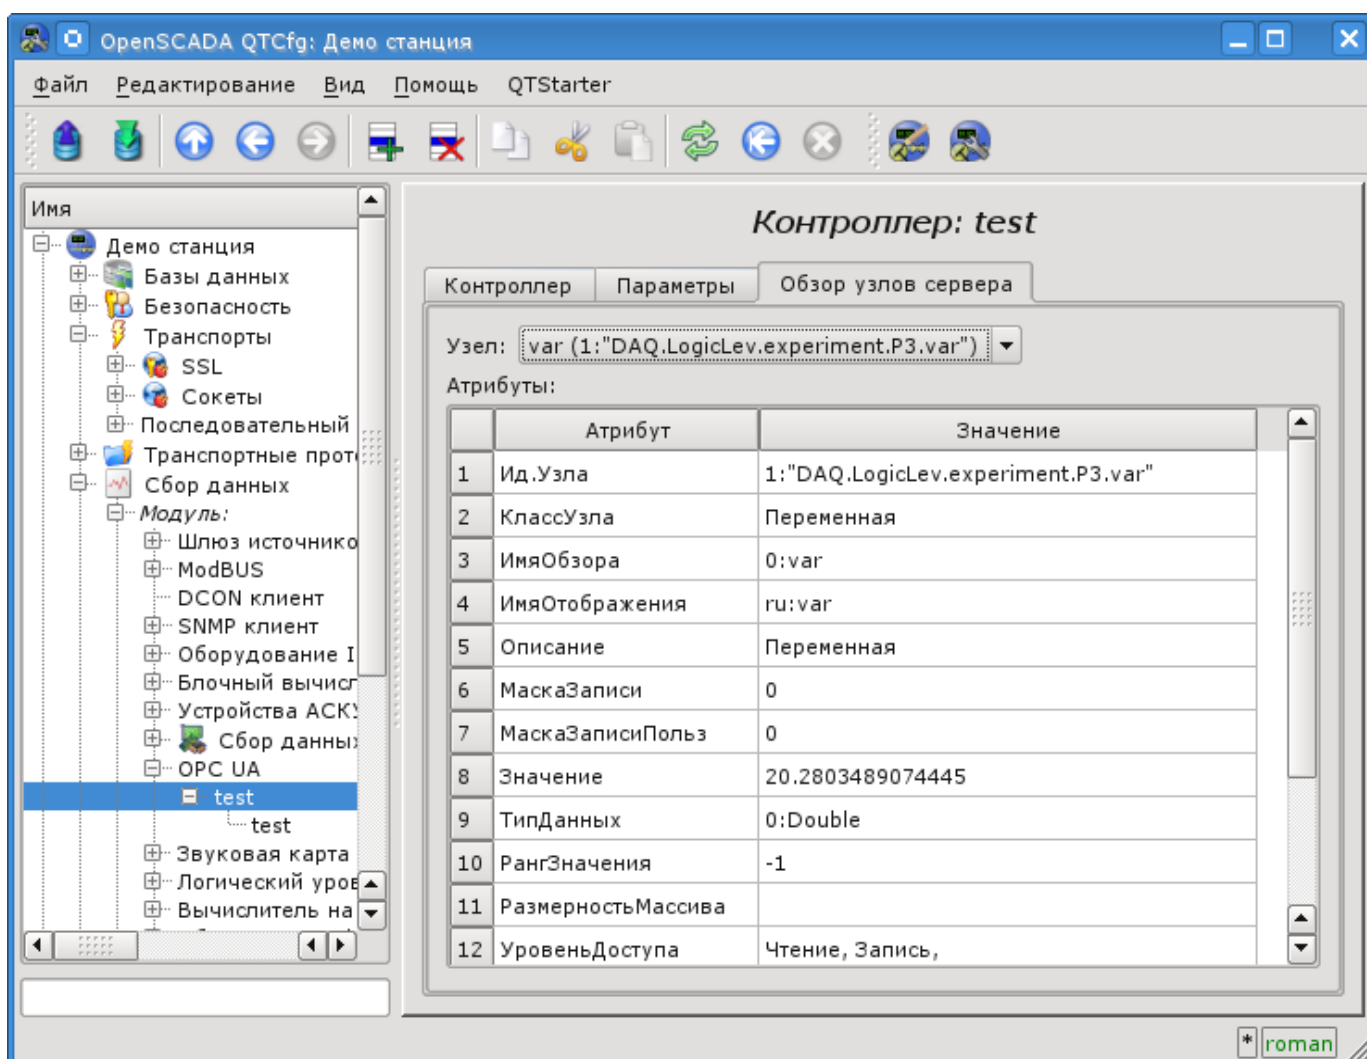 OpenSCADA QTCfg: Демо станция
Файл Редактирование Вид Помощь QTStarter
Имя
Демо станция
Базы данных
Безопасность
Транспорты
SSL
Сокеты
Последовательный
Транспортные прот
Сбор данных
Модуль:
Шлюз источнико
ModBUS
DCON клиент
SNMP клиент
Оборудование I
Блочный вычисл
Устройства АСКУ
Сбор данны
OPC UA
test
test
Звуковая карта
Логический уров
Вычислитель на
Контроллер: test
Контроллер Параметры Обзор узлов сервера
Узел: var (1:"DAQ.LogicLev.experiment.P3.var")
Атрибуты:
Атрибут Значение
1 Ид.Узла 1:"DAQ.LogicLev.experiment.P3.var"
2 КлассУзла Переменная
3 ИмяОбзора 0:var
4 ИмяОтображения ru:var
5 Описание Переменная
6 МаскаЗаписи 0
7 МаскаЗаписиПольз 0
8 Значение 20.2803489074445
9 ТипДанных 0:Double
10 РангЗначения -1
11 РазмерностьМассива
12 УровеньДоступа Чтение, Запись,
* roman